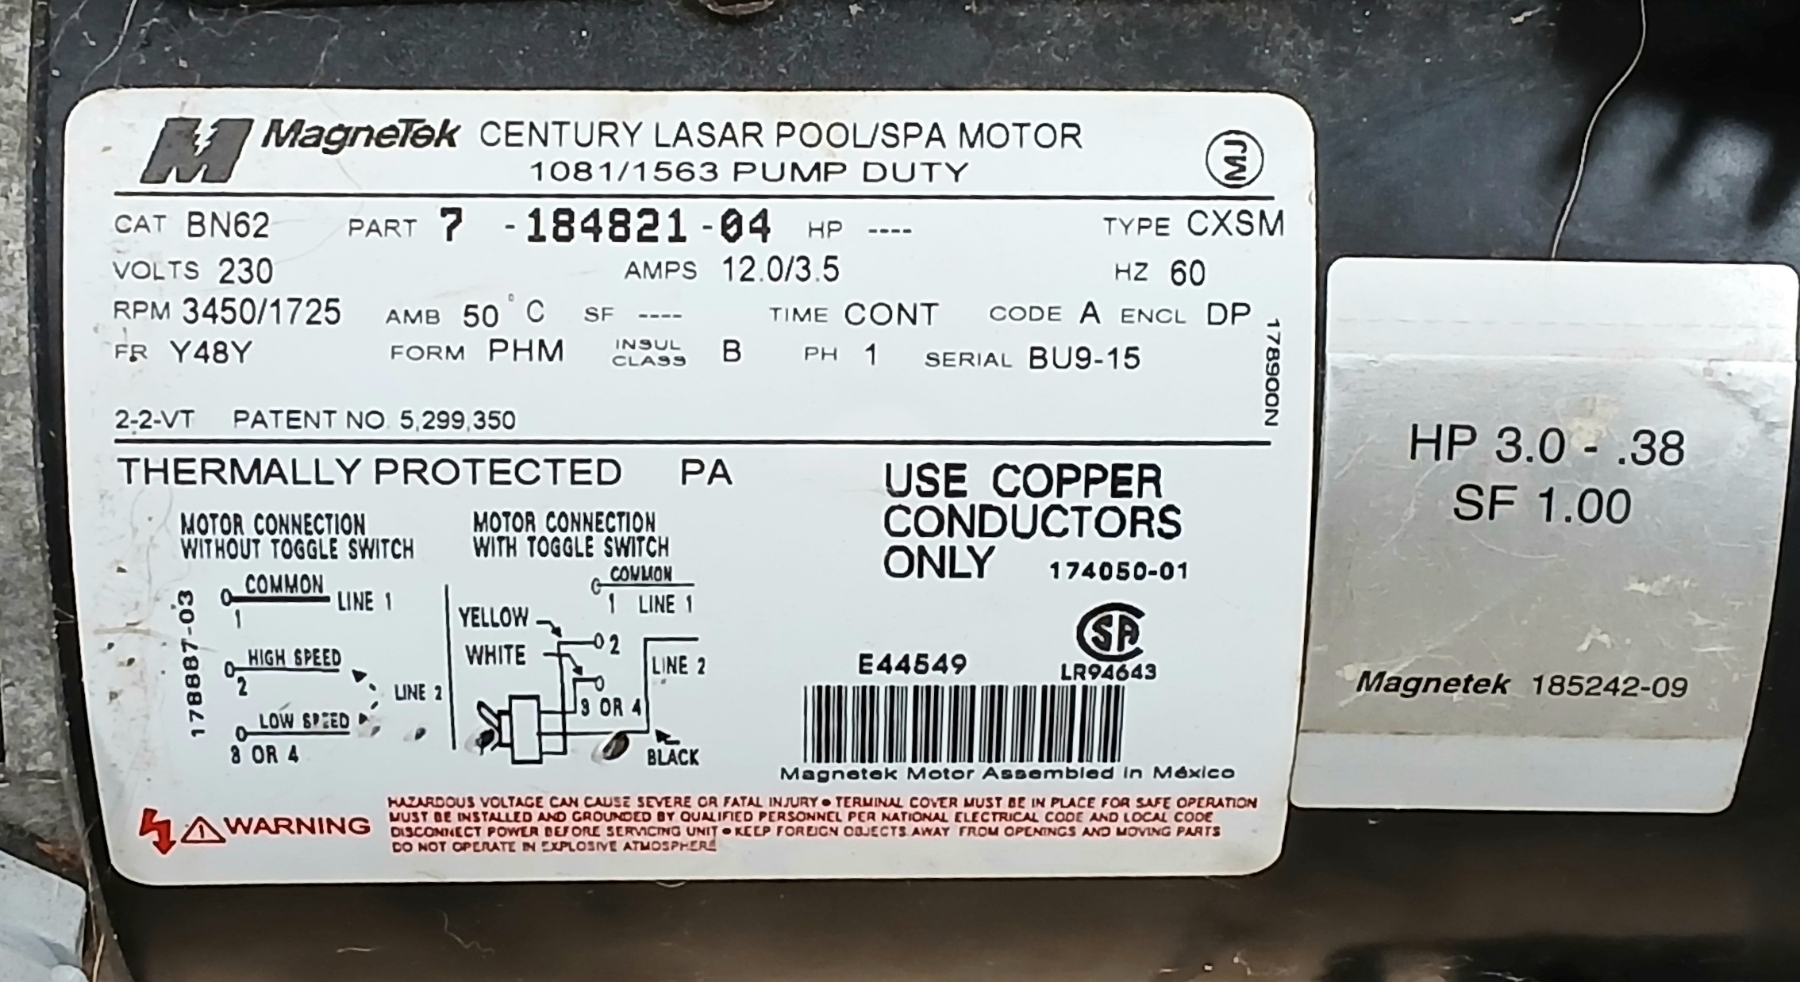 MagneTek CENTURY LASAR POOL/SPA MOTOR
1081/1563 PUMP DUTY
MJ
CAT BN62 PART 7 -184821-04 HP ---- TYPE CXSM
VOLTS 230 AMPS 12.0/3.5 HZ 60
RPM 3450/1725 AMB 50°C SF ---- TIME CONT CODE A ENCL DP
FR Y48Y FORM PHM INSUL CLASS B PH 1 SERIAL BU9-15
178900N
2-2-VT PATENT NO. 5,299,350
THERMALLY PROTECTED PA
USE COPPER
CONDUCTORS
ONLY 174050-01
MOTOR CONNECTION
WITHOUT TOGGLE SWITCH
COMMON
1
LINE 1
HIGH SPEED
2
LINE 2
LOW SPEED
3 OR 4
178887-03
MOTOR CONNECTION
WITH TOGGLE SWITCH
COMMON
1 LINE 1
YELLOW
2
WHITE
LINE 2
3 OR 4
BLACK
SA
E44549 LR94643
Magnetek Motor Assembled in México
WARNING
HAZARDOUS VOLTAGE CAN CAUSE SEVERE OR FATAL INJURY • TERMINAL COVER MUST BE IN PLACE FOR SAFE OPERATION
MUST BE INSTALLED AND GROUNDED BY QUALIFIED PERSONNEL PER NATIONAL ELECTRICAL CODE AND LOCAL CODE
DISCONNECT POWER BEFORE SERVICING UNIT • KEEP FOREIGN OBJECTS AWAY FROM OPENINGS AND MOVING PARTS
DO NOT OPERATE IN EXPLOSIVE ATMOSPHERE
HP 3.0 - .38
SF 1.00
Magnetek 185242-09